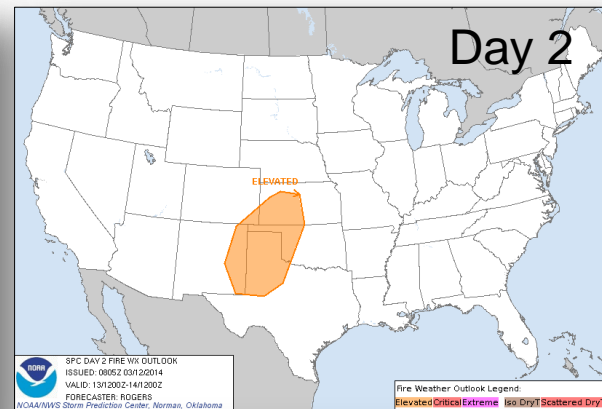 Day 2
ELEVATED
NOAA
SPC DAY 2 FIRE WX OUTLOOK
ISSUED: 0805Z 03/12/2014
VALID: 13/1200Z-14/1200Z
FORECASTER: ROGERS
NOAA/NWS Storm Prediction Center, Norman, Oklahoma
Fire Weather Outlook Legend:
Elevated Critical Extreme Iso DryT Scattered DryT